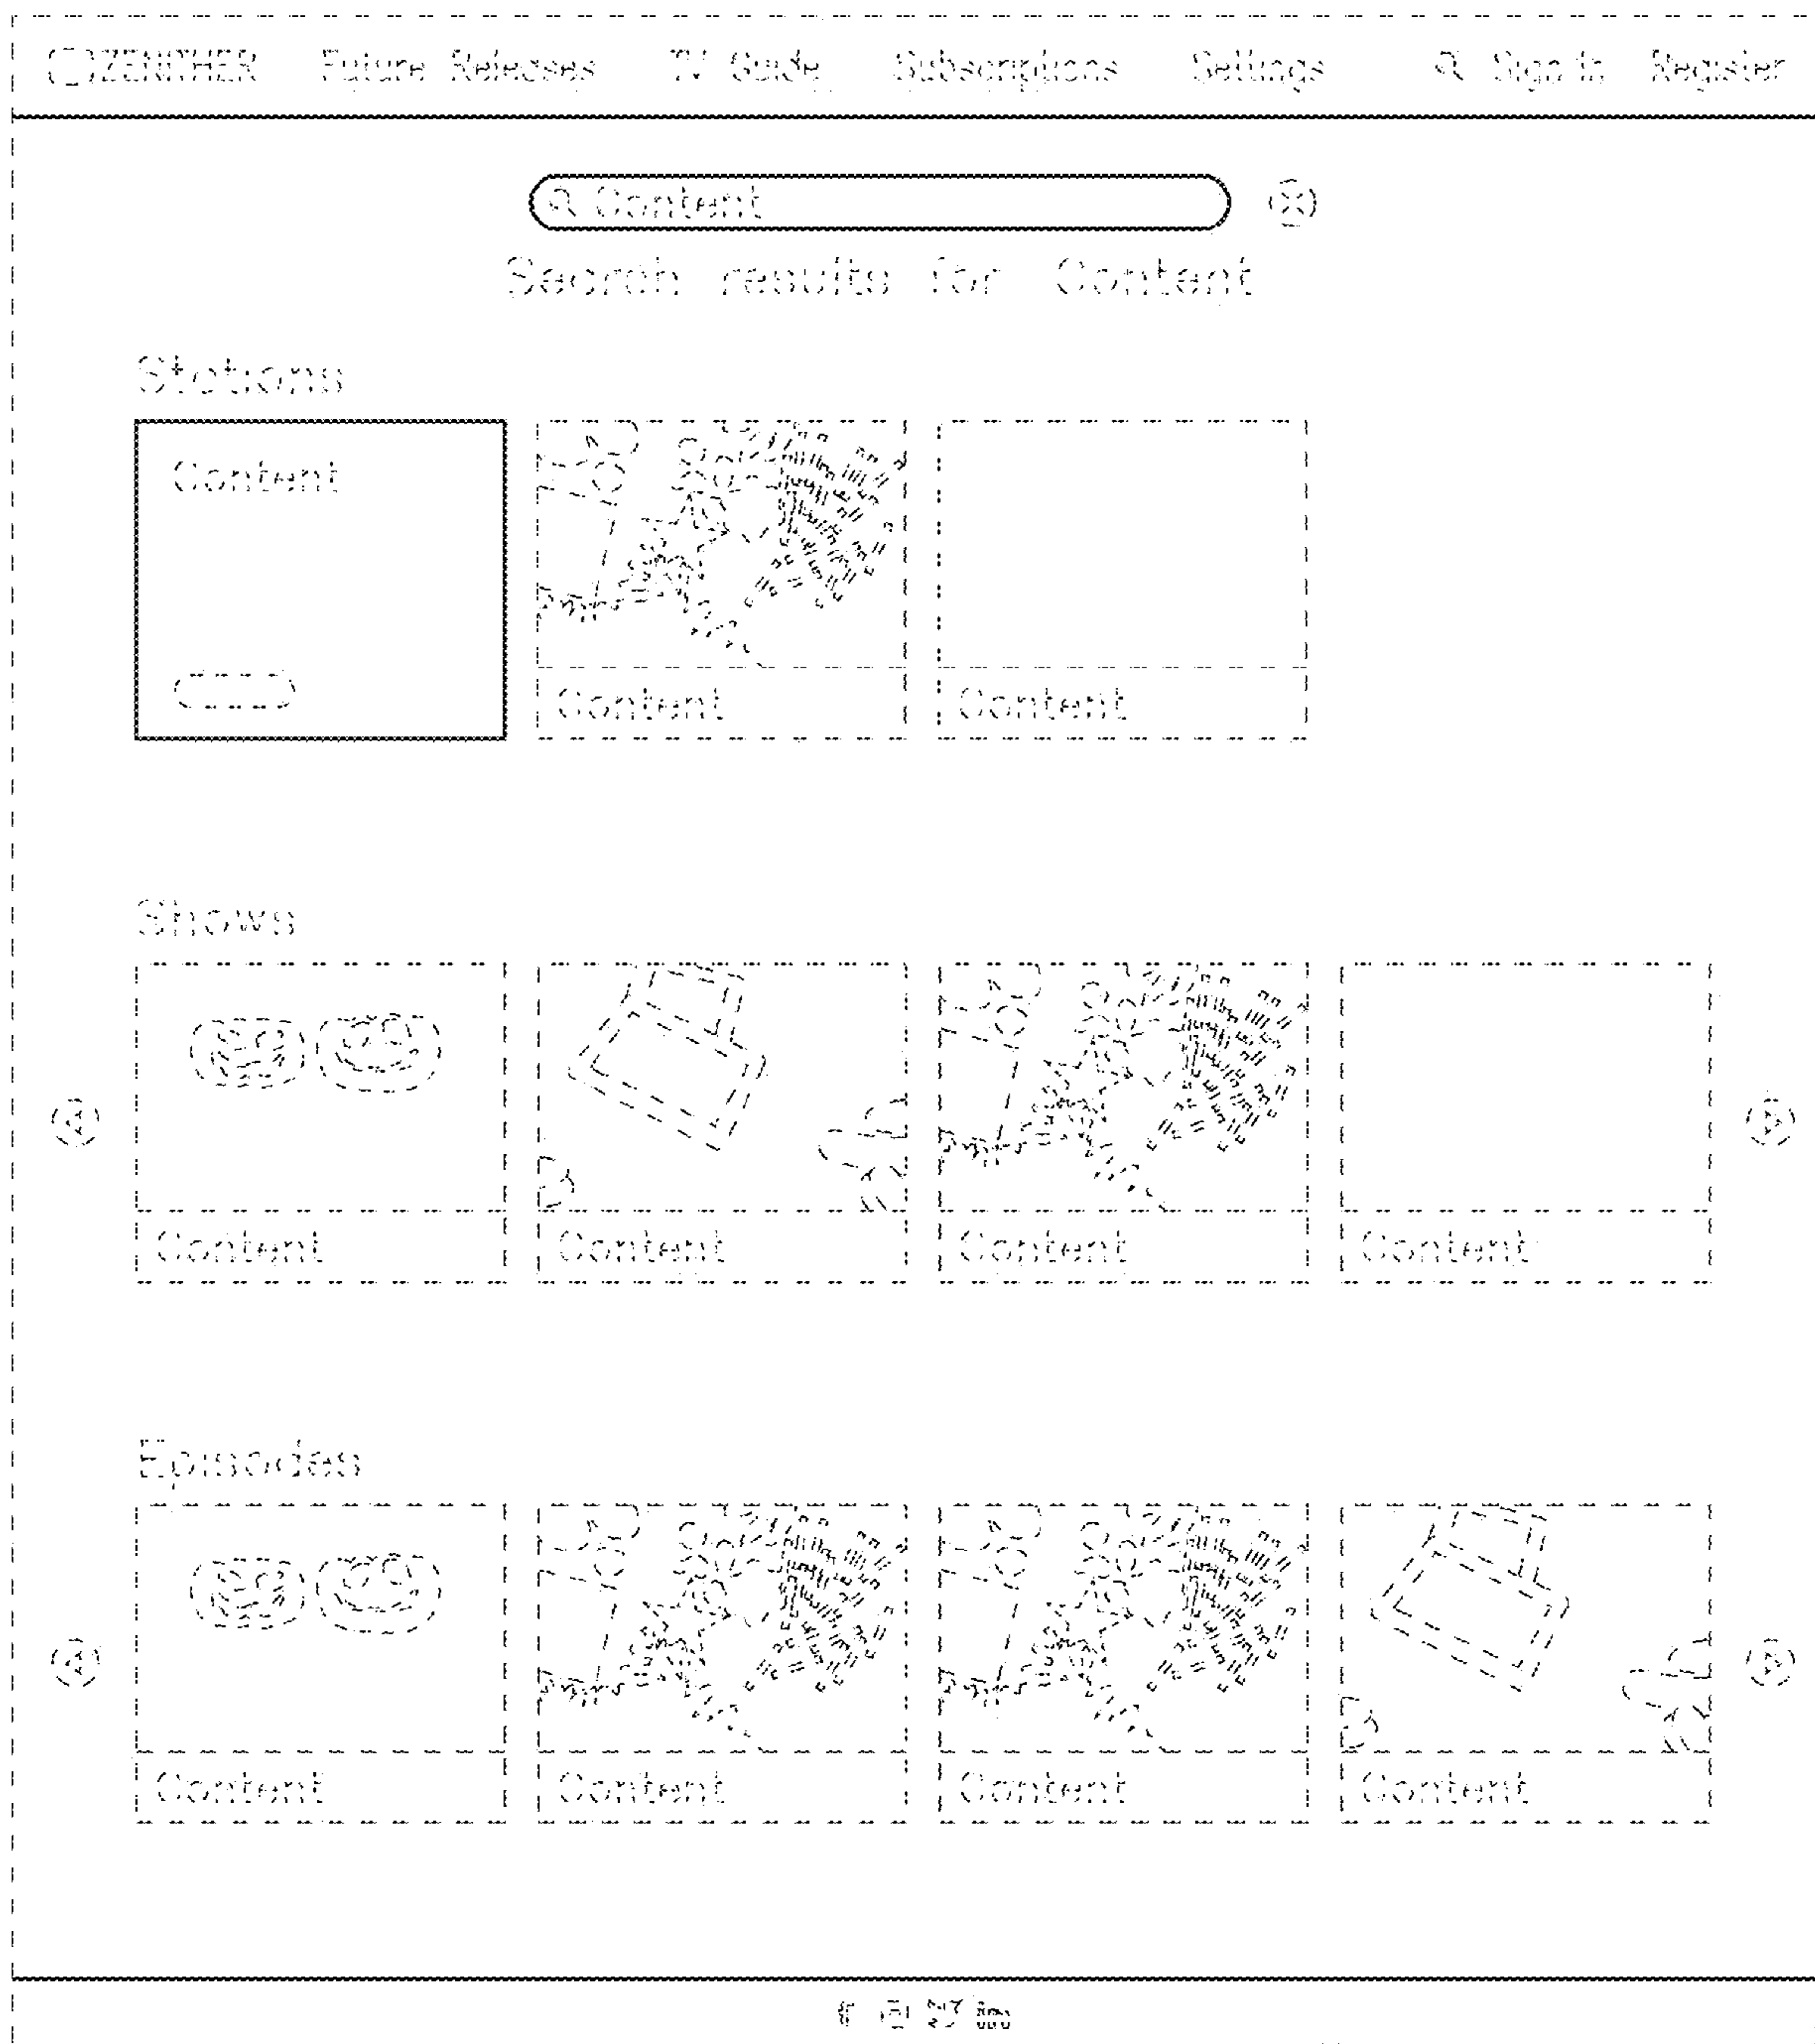 ZENITHER Future Releases TV Guide Subscriptions Settings Sign In Register
Content
Search results for Content
Stations
Content
Content Content
Shows
Content Content Content Content
Episodes
Content Content Content Content
f in